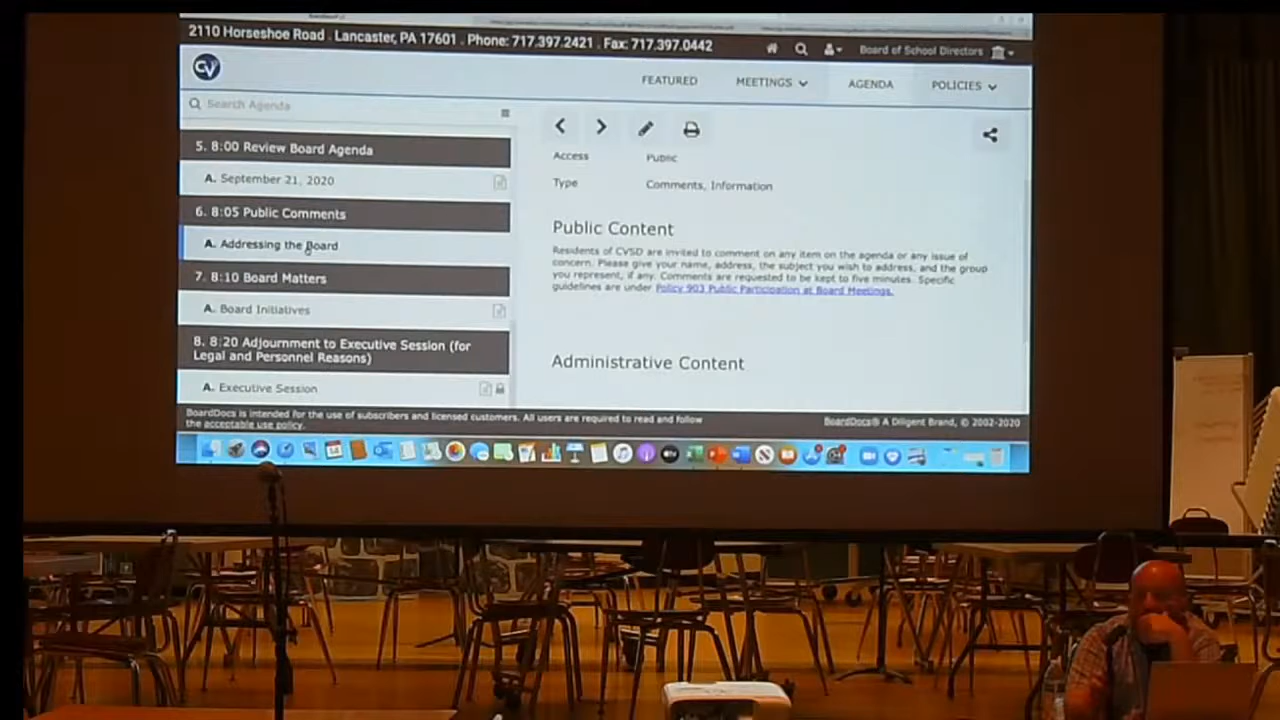 2110 Horseshoe Road . Lancaster, PA 17601 . Phone: 717.397.2421 . Fax: 717.397.0442
Board of School Directors
CV
FEATURED
MEETINGS
AGENDA
POLICIES
Search Agenda
5. 8:00 Review Board Agenda
A. September 21, 2020
6. 8:05 Public Comments
A. Addressing the Board
7. 8:10 Board Matters
A. Board Initiatives
8. 8:20 Adjournment to Executive Session (for
Legal and Personnel Reasons)
A. Executive Session
Access Public
Type Comments, Information
Public Content
Residents of CVSD are invited to comment on any item on the agenda or any issue of
concern. Please give your name, address, the subject you wish to address, and the group
you represent, if any. Comments are requested to be kept to five minutes. Specific
guidelines are under Policy 903 Public Participation at Board Meetings.
Administrative Content
BoardDocs is intended for the use of subscribers and licensed customers. All users are required to read and follow
the acceptable use policy.
BoardDocs® A Diligent Brand, © 2002-2020